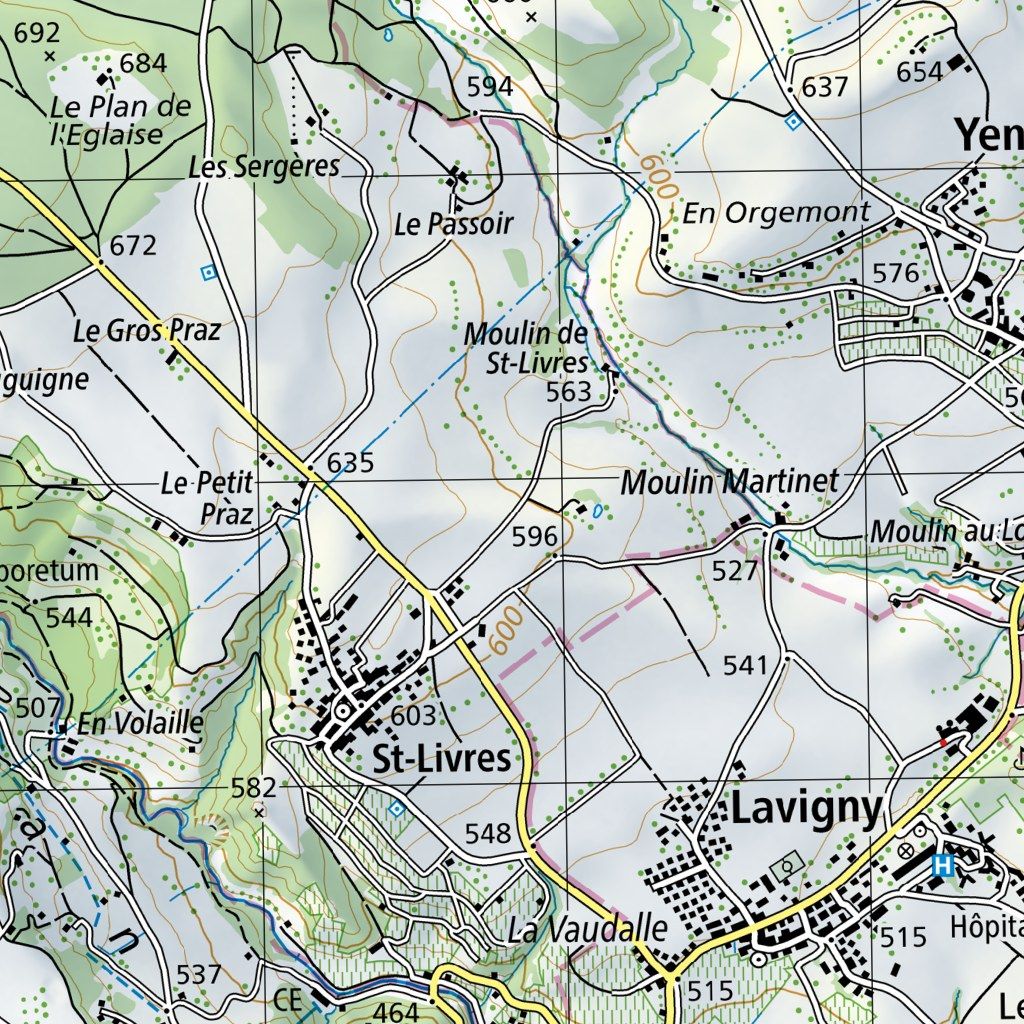 692
684
Le Plan de
l'Eglaise
594
637
654
Yen
Les Sergères
600
Le Passoir
En Orgemont
672
576
Le Gros Praz
Moulin de
St-Livres
563
635
Le Petit
Praz
Moulin Martinet
596
Moulin au
527
544
600
541
507
En Volaille
603
St-Livres
582
Lavigny
548
H
La Vaudalle
515
Hôpita
537
CE
464
515
Le